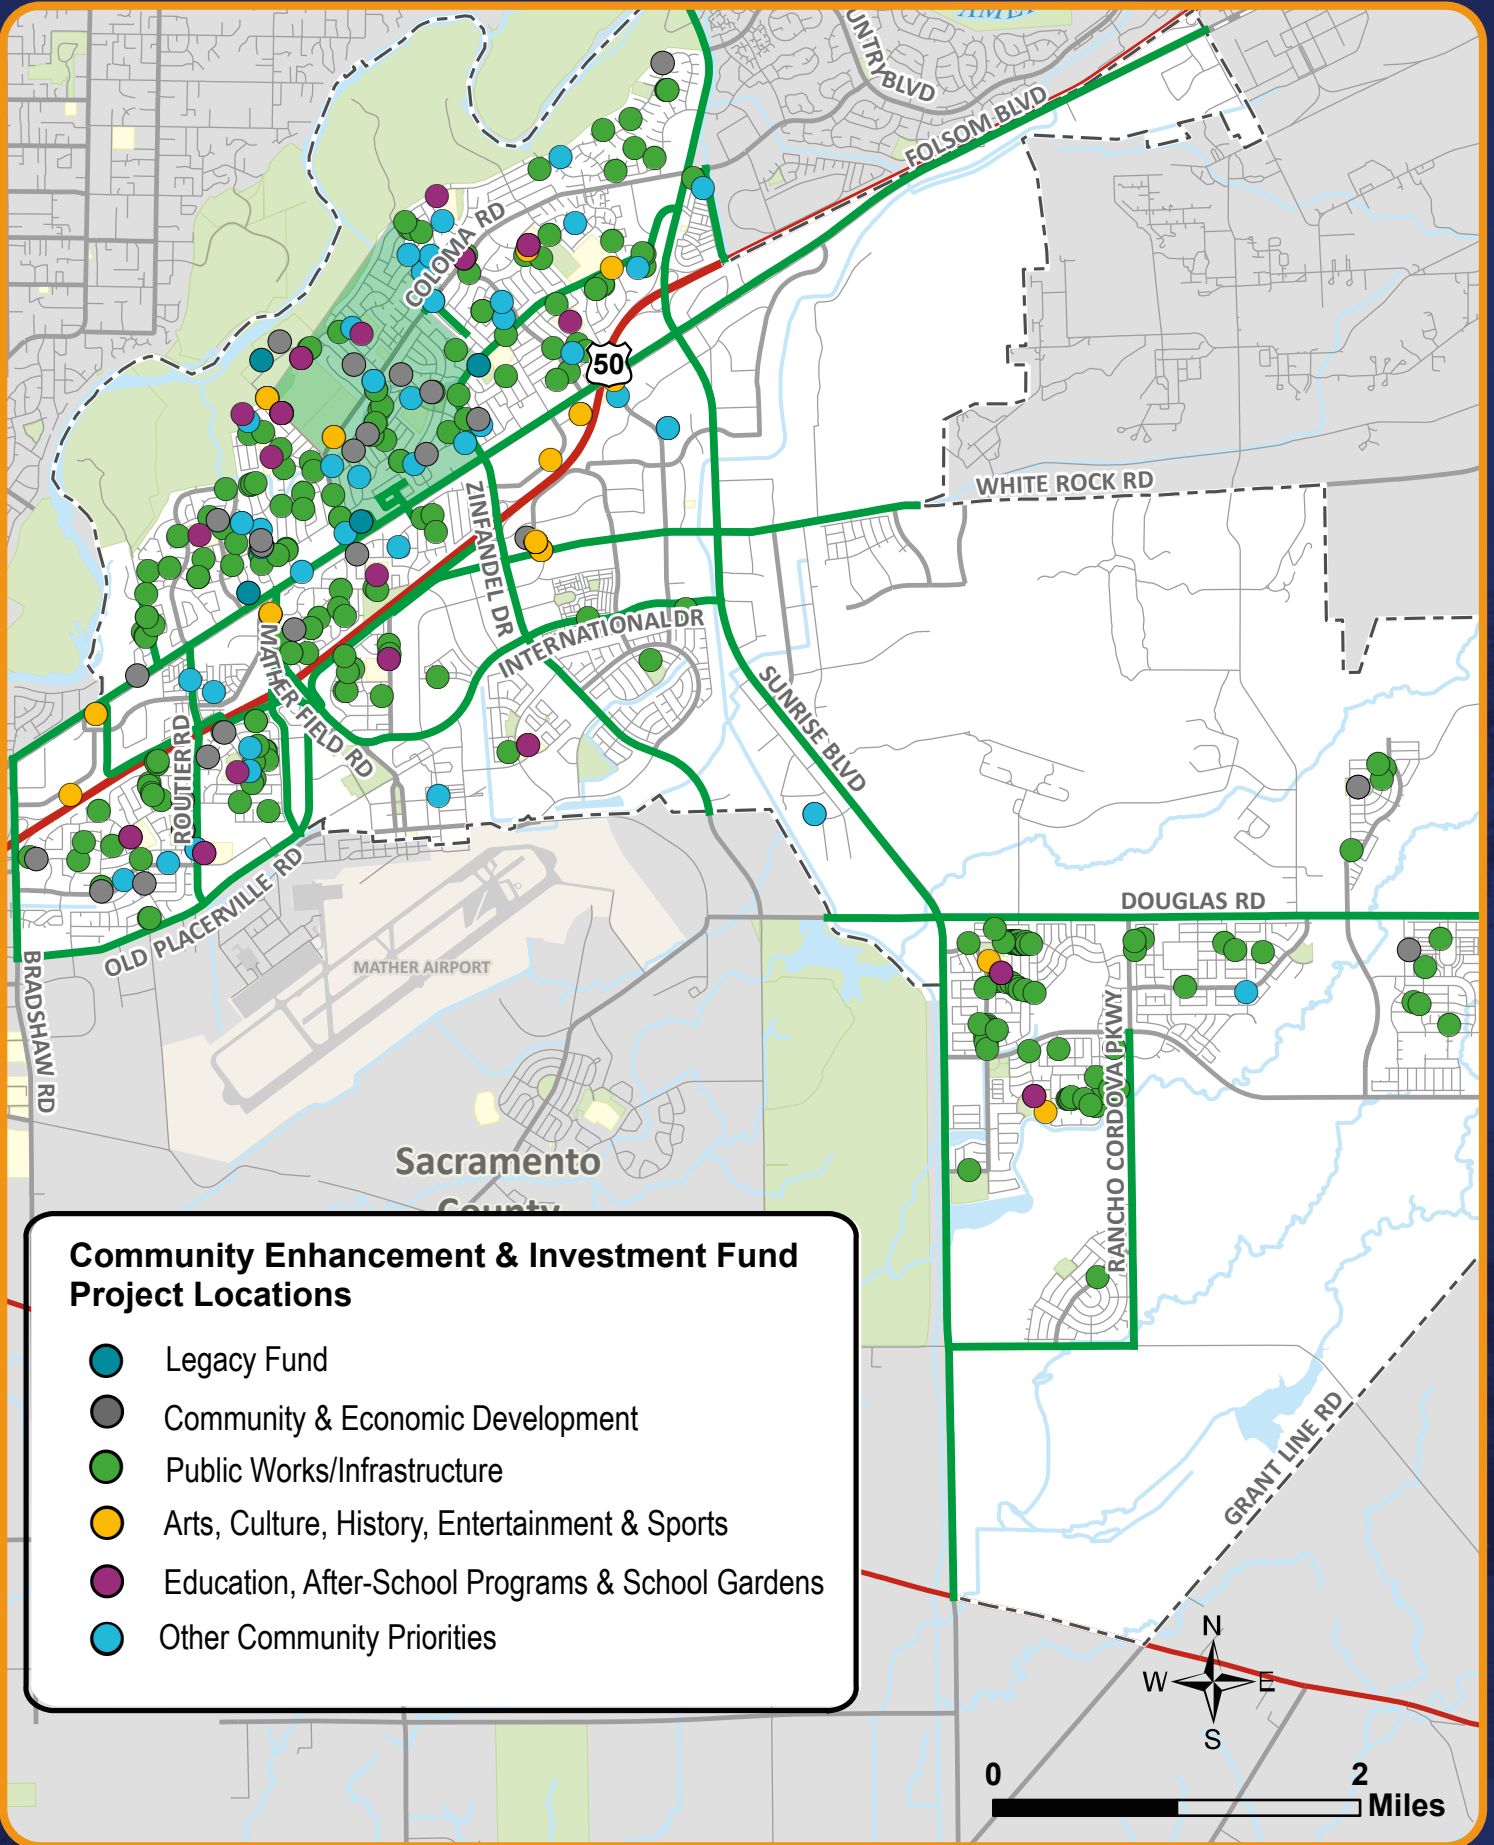 UNTRY BLVD
FOLSOM BLVD
COLOMA RD
50
WHITE ROCK RD
ZINFANDEL DR
INTERNATIONAL DR
MATHER FIELD RD
SUNRISE BLVD
ROUTIER RD
DOUGLAS RD
OLD PLACERVILLE RD
MATHER AIRPORT
BRADSHAW RD
RANCHO CORDOVA PKWY
Sacramento
County
Community Enhancement & Investment Fund
Project Locations
Legacy Fund
Community & Economic Development
Public Works/Infrastructure
Arts, Culture, History, Entertainment & Sports
Education, After-School Programs & School Gardens
Other Community Priorities
GRANT LINE RD
N
W E
S
0 2
Miles